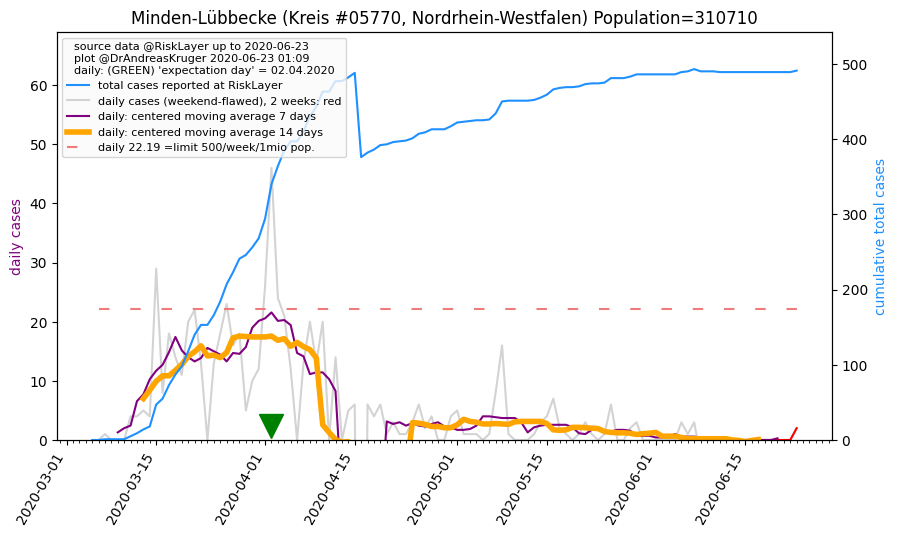 Minden-Lübbecke (Kreis #05770, Nordrhein-Westfalen) Population=310710
source data @RiskLayer up to 2020-06-23
plot @DrAndreasKruger 2020-06-23 01:09
daily: (GREEN) 'expectation day' = 02.04.2020
total cases reported at RiskLayer
daily cases (weekend-flawed), 2 weeks: red
daily: centered moving average 7 days
daily: centered moving average 14 days
daily 22.19 =limit 500/week/1mio pop.
daily cases
60
50
40
30
20
10
0
cumulative total cases
500
400
300
200
100
0
2020-03-01
2020-03-15
2020-04-01
2020-04-15
2020-05-01
2020-05-15
2020-06-01
2020-06-15